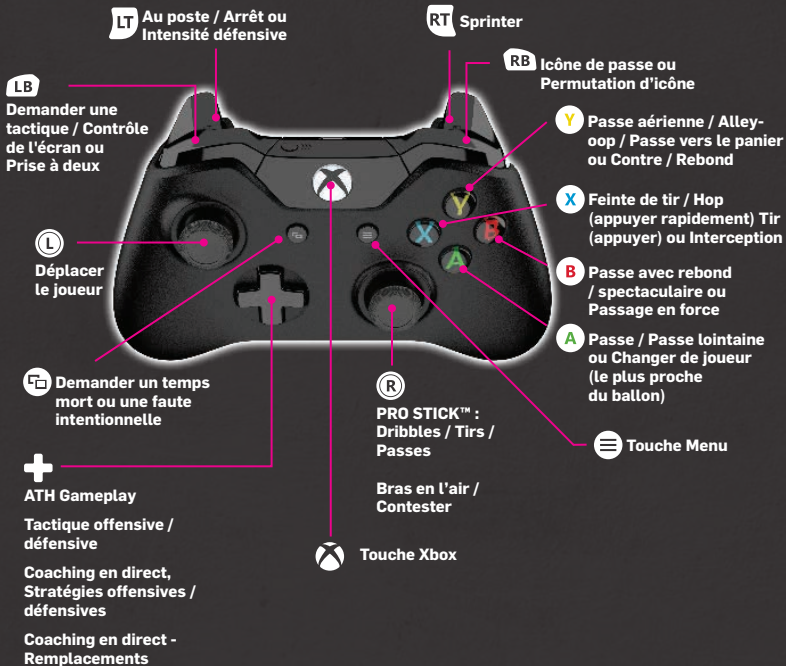 LT Au poste / Arrêt ou
Intensité défensive
RT Sprinter
LB
Demander une
tactique / Contrôle
de l'écran ou
Prise à deux
RB Icône de passe ou
Permutation d'icône
Y Passe aérienne / Alley-
oop / Passe vers le panier
ou Contre / Rebond
X Feinte de tir / Hop
(appuyer rapidement) Tir
(appuyer) ou Interception
B Passe avec rebond
/ spectaculaire ou
Passage en force
A Passe / Passe lointaine
ou Changer de joueur
(le plus proche
du ballon)
Y
X
B
A
L
Déplacer
le joueur
Demander un temps
mort ou une faute
intentionnelle
R
PRO STICK™ :
Dribbles / Tirs /
Passes
Bras en l’air /
Contester
Touche Menu
Touche Xbox
ATH Gameplay
Tactique offensive /
défensive
Coaching en direct,
Stratégies offensives /
défensives
Coaching en direct -
Remplacements